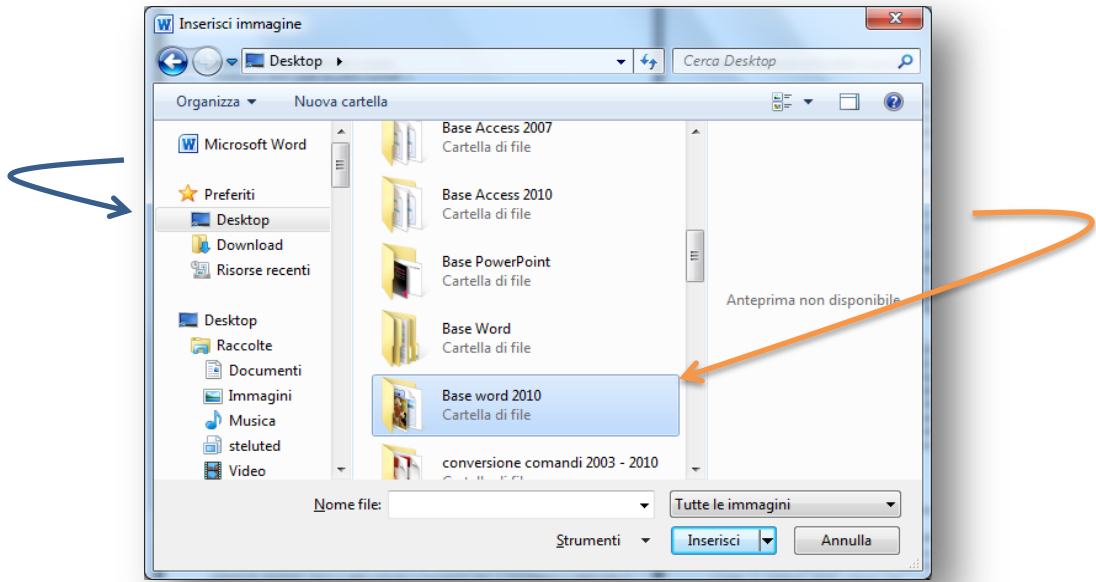 Inserisci immagine
Desktop
Cerca Desktop
Organizza
Nuova cartella
Microsoft Word
Preferiti
Desktop
Download
Risorse recenti
Desktop
Raccolte
Documenti
Immagini
Musica
steluted
Video
Base Access 2007
Cartella di file
Base Access 2010
Cartella di file
Base PowerPoint
Cartella di file
Base Word
Cartella di file
Base word 2010
Cartella di file
conversione comandi 2003 - 2010
Anteprima non disponibile.
Nome file:
Tutte le immagini
Strumenti
Inserisci
Annulla